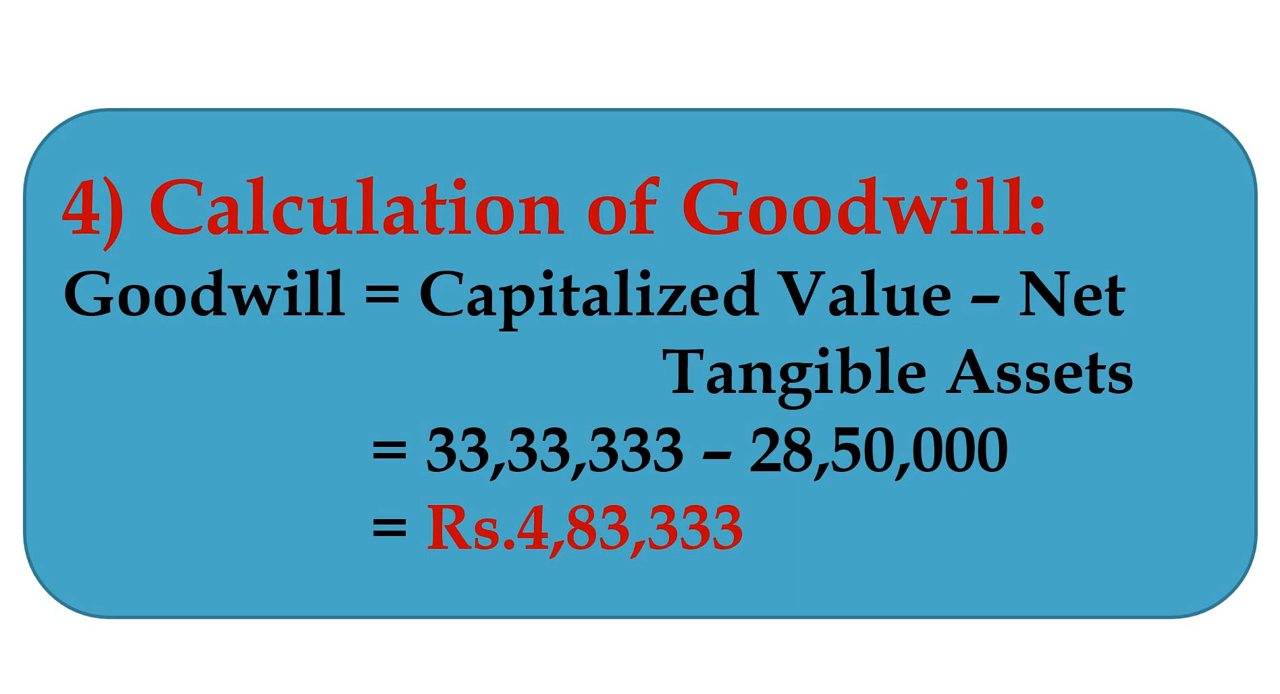 4) Calculation of Goodwill:
Goodwill = Capitalized Value – Net
Tangible Assets
= 33,33,333 – 28,50,000
= Rs.4,83,333